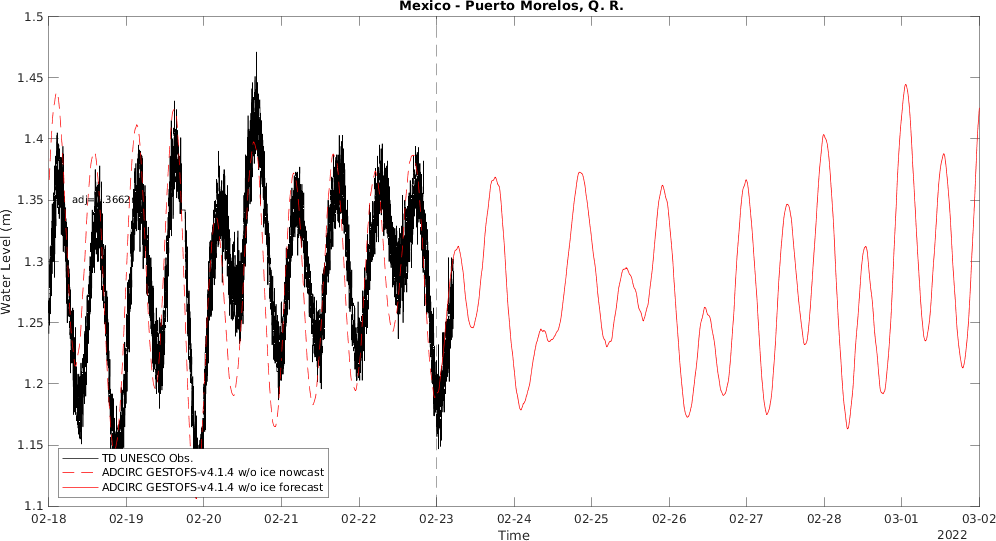 Mexico - Puerto Morelos, Q. R.
1.5
1.45
1.4
1.35
1.3
1.25
1.2
1.15
1.1
Water Level (m)
TD UNESCO Obs.
ADCIRC GESTOFS-v4.1.4 w/o ice nowcast
ADCIRC GESTOFS-v4.1.4 w/o ice forecast
02-18 02-19 02-20 02-21 02-22 02-23 02-24 02-25 02-26 02-27 02-28 03-01 03-02
Time
2022